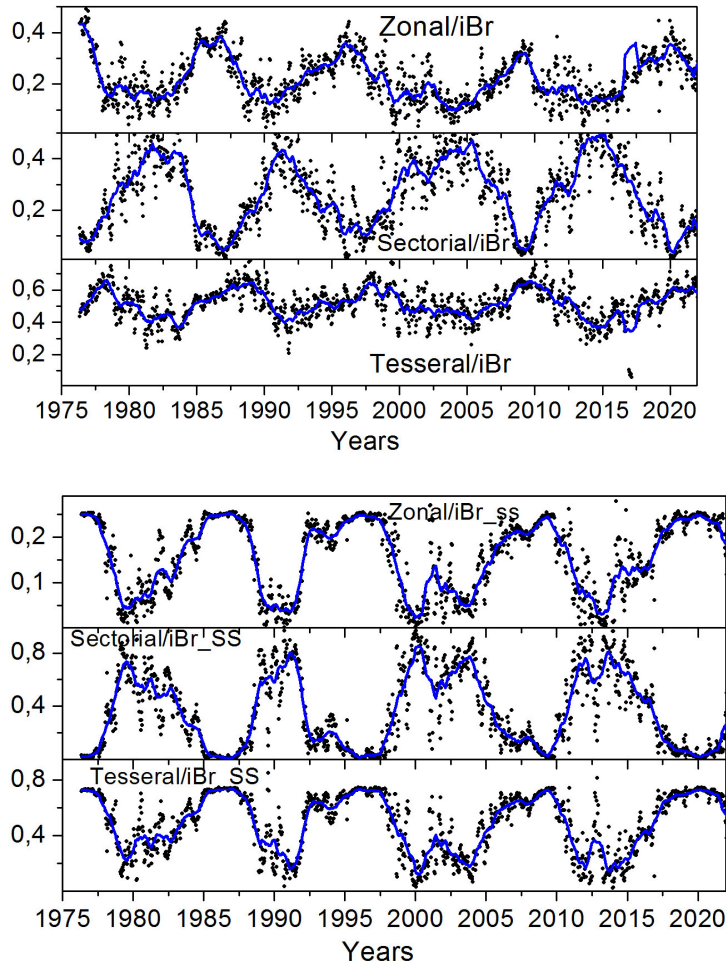 Zonal/iBr
0,4
0,2
0,4
0,2
Sectorial/iBr
0,6
0,4
0,2
Tesseral/iBr
1975 1980 1985 1990 1995 2000 2005 2010 2015 2020
Years
Zonal/iBr_ss
0,2
0,1
Sectorial/iBr_SS
0,8
0,4
Tesseral/iBr_SS
0,8
0,4
1975 1980 1985 1990 1995 2000 2005 2010 2015 2020
Years